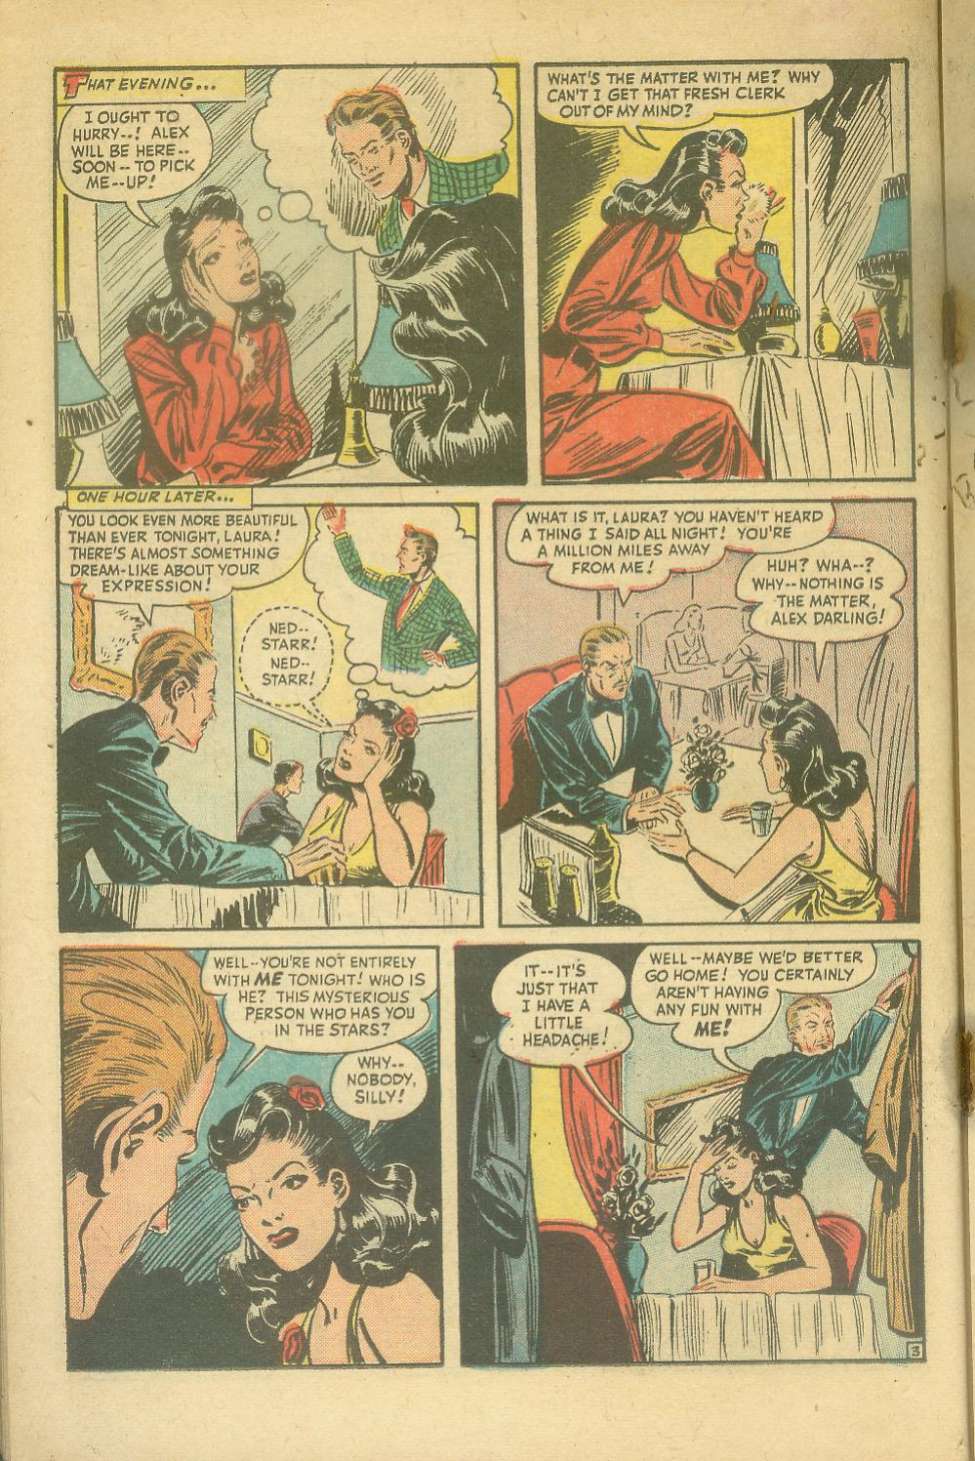 THAT EVENING...
I OUGHT TO
HURRY--! ALEX
WILL BE HERE--
SOON -- TO PICK
ME--UP!
WHAT'S THE MATTER WITH ME? WHY
CAN'T I GET THAT FRESH CLERK
OUT OF MY MIND?
ONE HOUR LATER...
YOU LOOK EVEN MORE BEAUTIFUL
THAN EVER TONIGHT, LAURA!
THERE'S ALMOST SOMETHING
DREAM-LIKE ABOUT YOUR
EXPRESSION!
NED--
STARR!
NED--
STARR!
WHAT IS IT, LAURA? YOU HAVEN'T HEARD
A THING I SAID ALL NIGHT! YOU'RE
A MILLION MILES AWAY
FROM ME!
HUH? WHA--?
WHY--NOTHING IS
THE MATTER,
ALEX DARLING!
WELL--YOU'RE NOT ENTIRELY
WITH ME TONIGHT! WHO IS
HE? THIS MYSTERIOUS
PERSON WHO HAS YOU
IN THE STARS?
WHY--
NOBODY,
SILLY!
IT--IT'S
JUST THAT
I HAVE A
LITTLE
HEADACHE!
WELL--MAYBE WE'D BETTER
GO HOME! YOU CERTAINLY
AREN'T HAVING
ANY FUN WITH
ME!
3